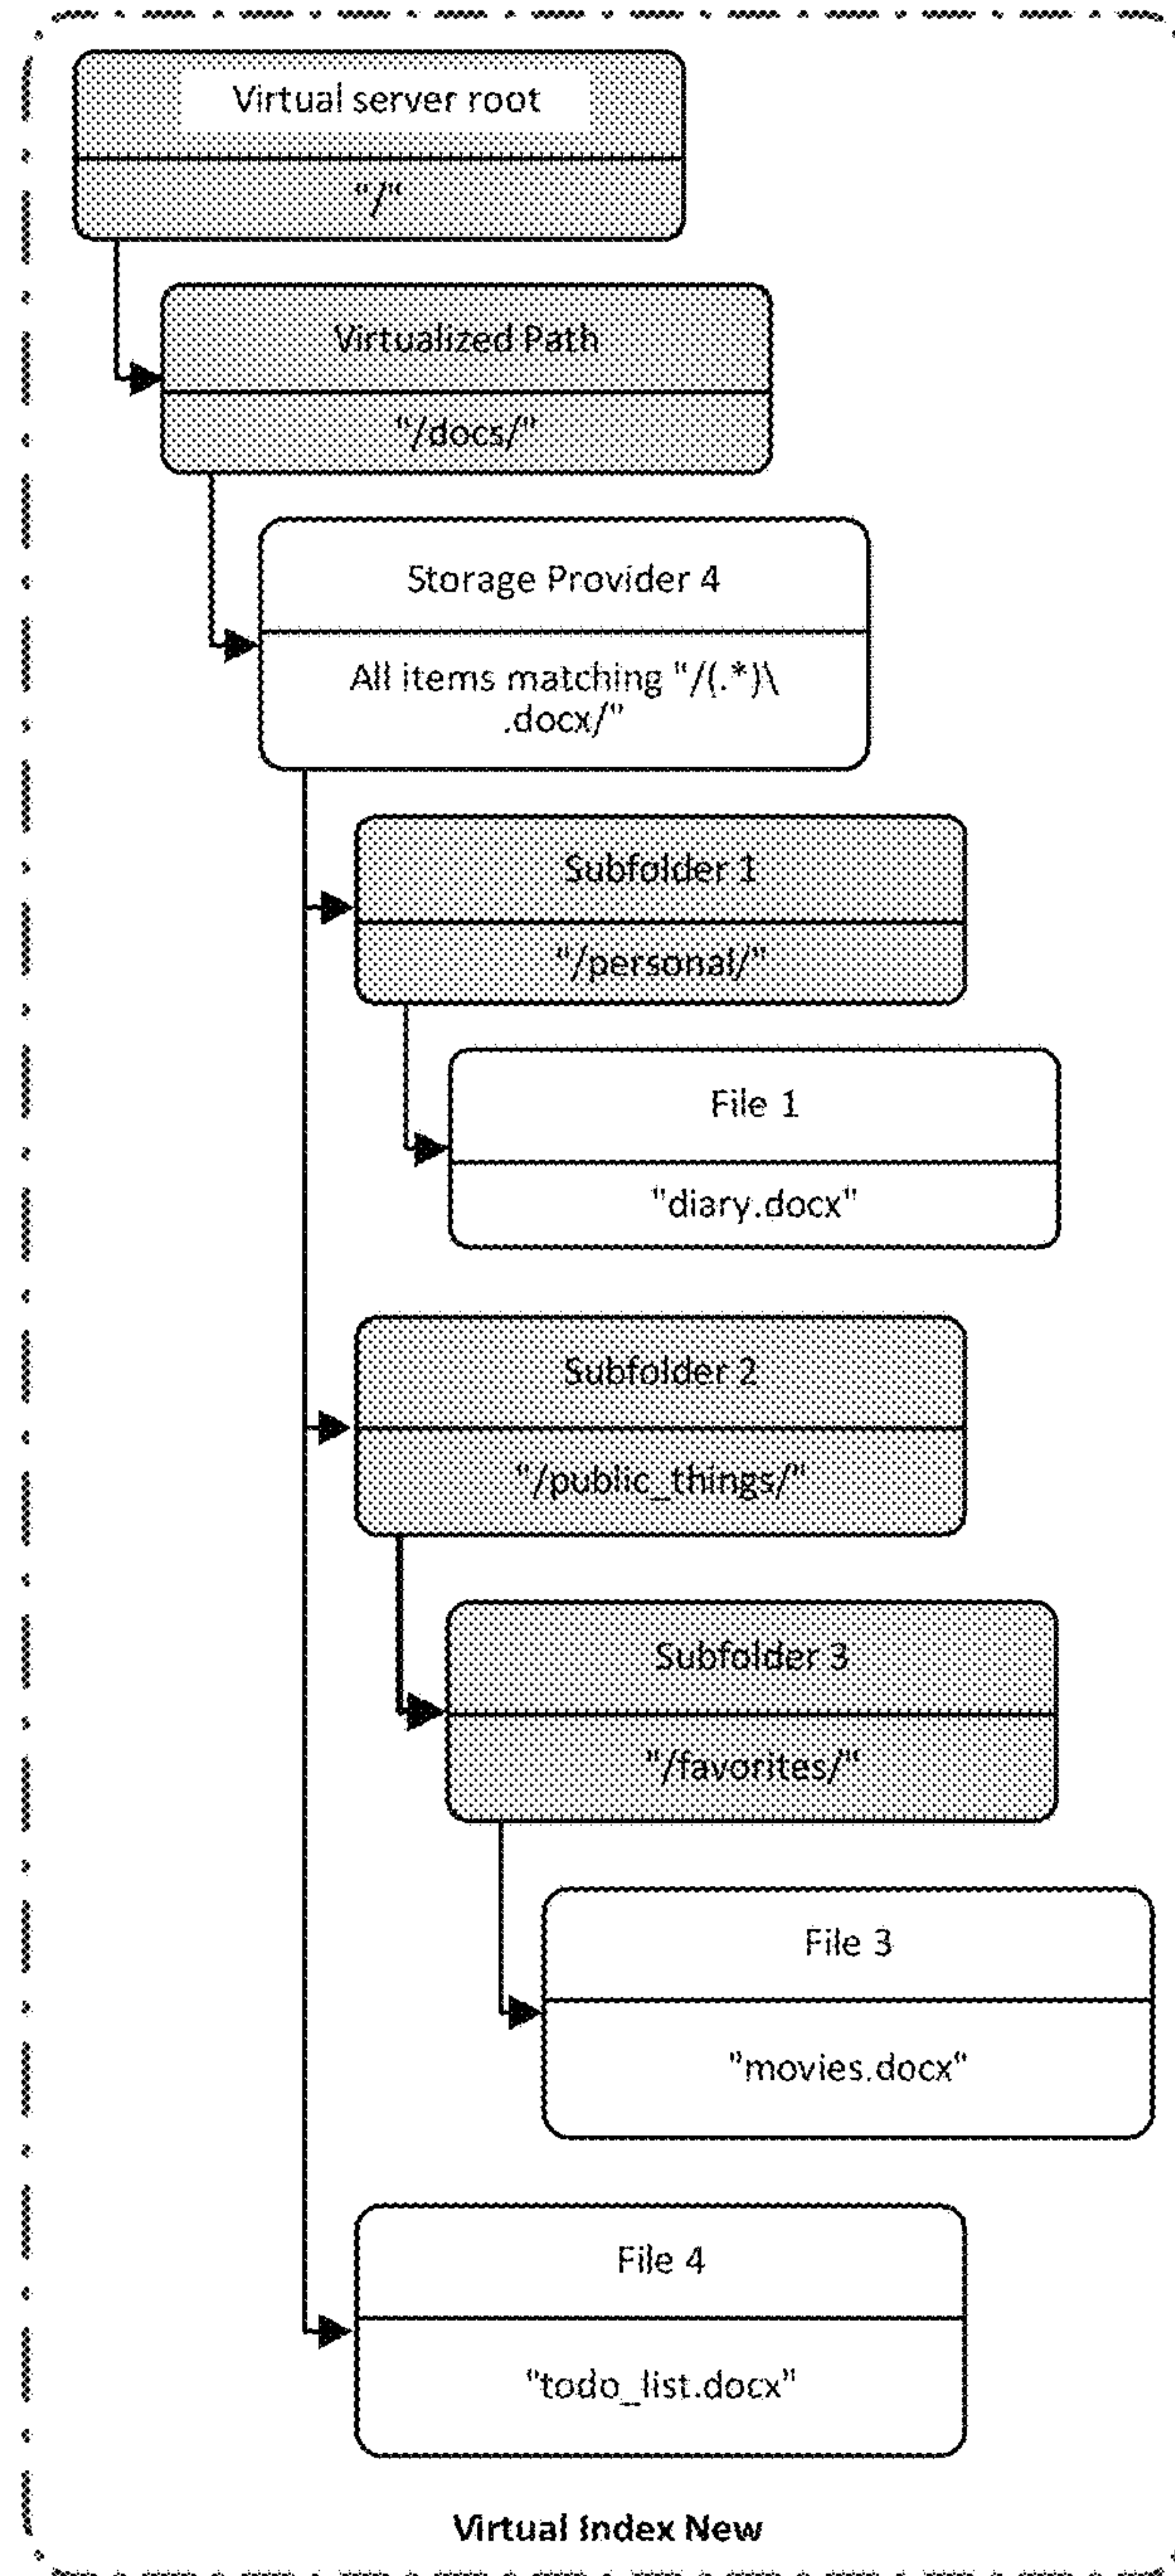 Virtual server root
"/"
Virtualized Path
"/docs/"
Storage Provider 4
All items matching "/(.*)\
.docx/"
Subfolder 1
"/personal/"
File 1
"diary.docx"
Subfolder 2
"/public_things/"
Subfolder 3
"/favorites/"
File 3
"movies.docx"
File 4
"todo_list.docx"
Virtual Index New